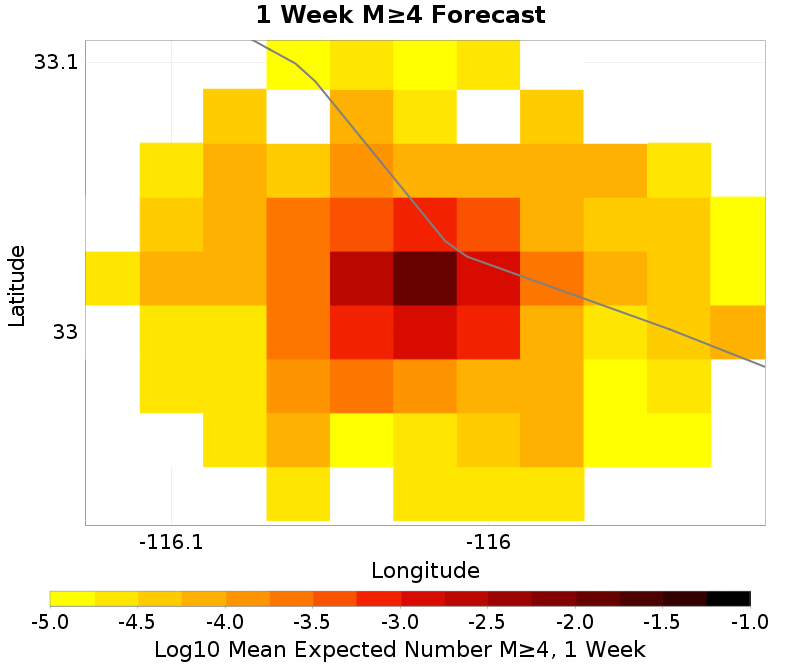 1 Week M≥4 Forecast
33.1
33
Latitude
-116.1 -116
Longitude
-5.0 -4.5 -4.0 -3.5 -3.0 -2.5 -2.0 -1.5 -1.0
Log10 Mean Expected Number M≥4, 1 Week